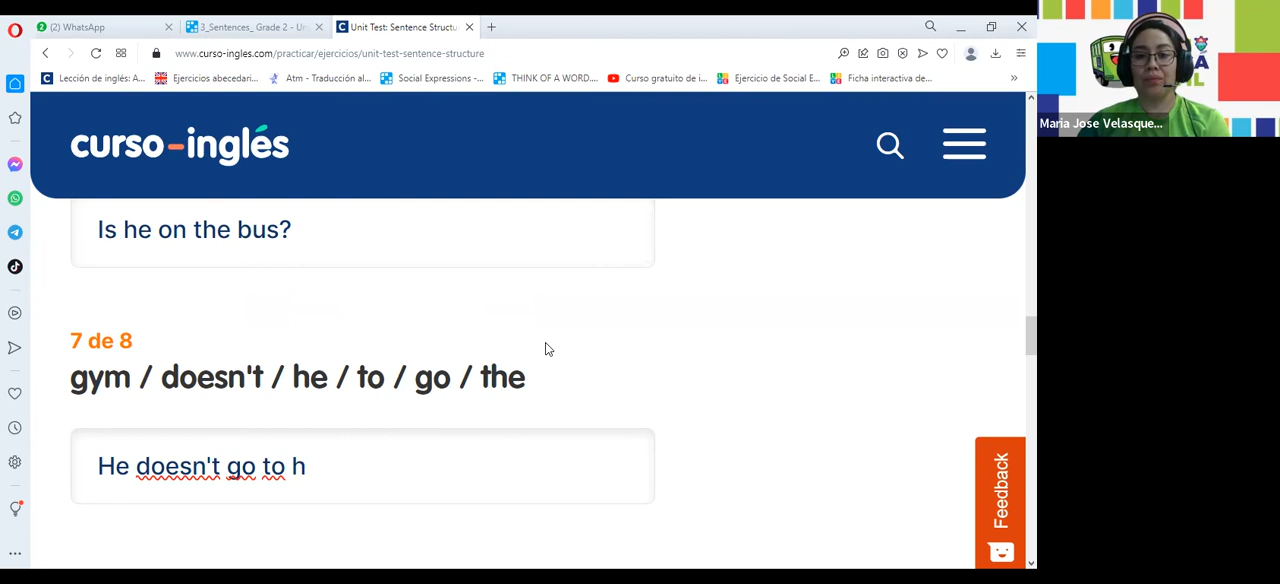 (2) WhatsApp
3_Sentences_ Grade 2 - Un
Unit Test: Sentence Structu
www.curso-ingles.com/practicar/ejercicios/unit-test-sentence-structure
Lección de inglés: A...
Ejercicios abecedari...
Atm - Traducción al...
Social Expressions -...
THINK OF A WORD....
Curso gratuito de i...
Ejercicio de Social E...
Ficha interactiva de...
curso-inglés
Is he on the bus?
7 de 8
gym / doesn't / he / to / go / the
He doesn't go to h
Feedback
Maria Jose Velasque...